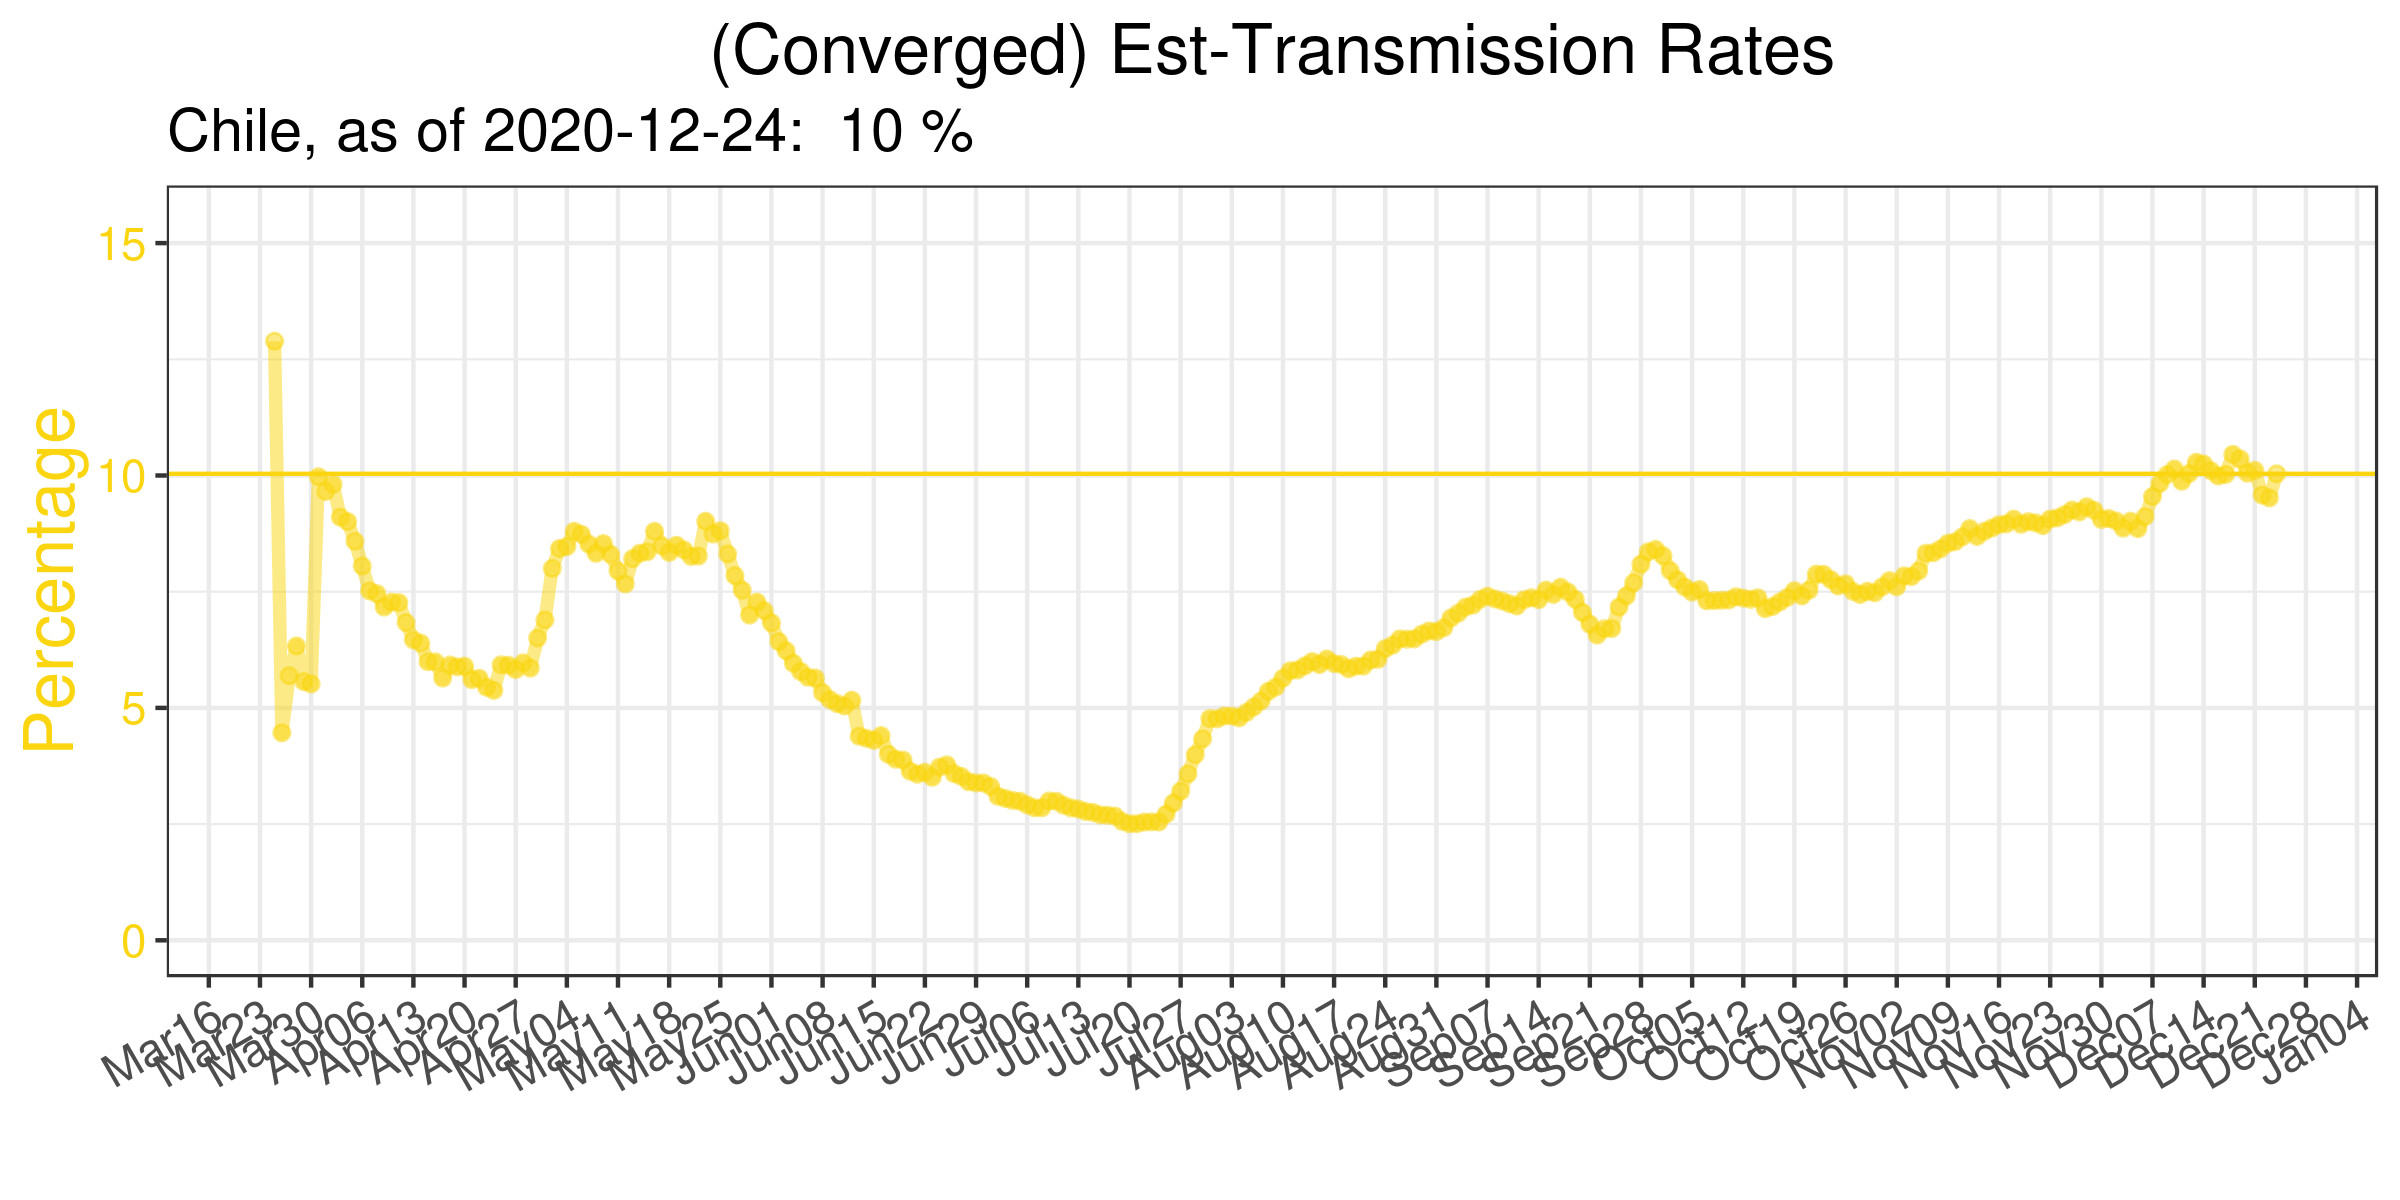 (Converged) Est-Transmission Rates
Chile, as of 2020-12-24:  10 %
Percentage
15
10
5
0
Mar16
Mar23
Mar30
Apr06
Apr13
Apr20
Apr27
May04
May11
May18
May25
Jun01
Jun08
Jun15
Jun22
Jun29
Jul06
Jul13
Jul20
Jul27
Aug03
Aug10
Aug17
Aug24
Aug31
Sep07
Sep14
Sep21
Sep28
Oct05
Oct12
Oct19
Oct26
Nov02
Nov09
Nov16
Nov23
Nov30
Dec07
Dec14
Dec21
Dec28
Jan04